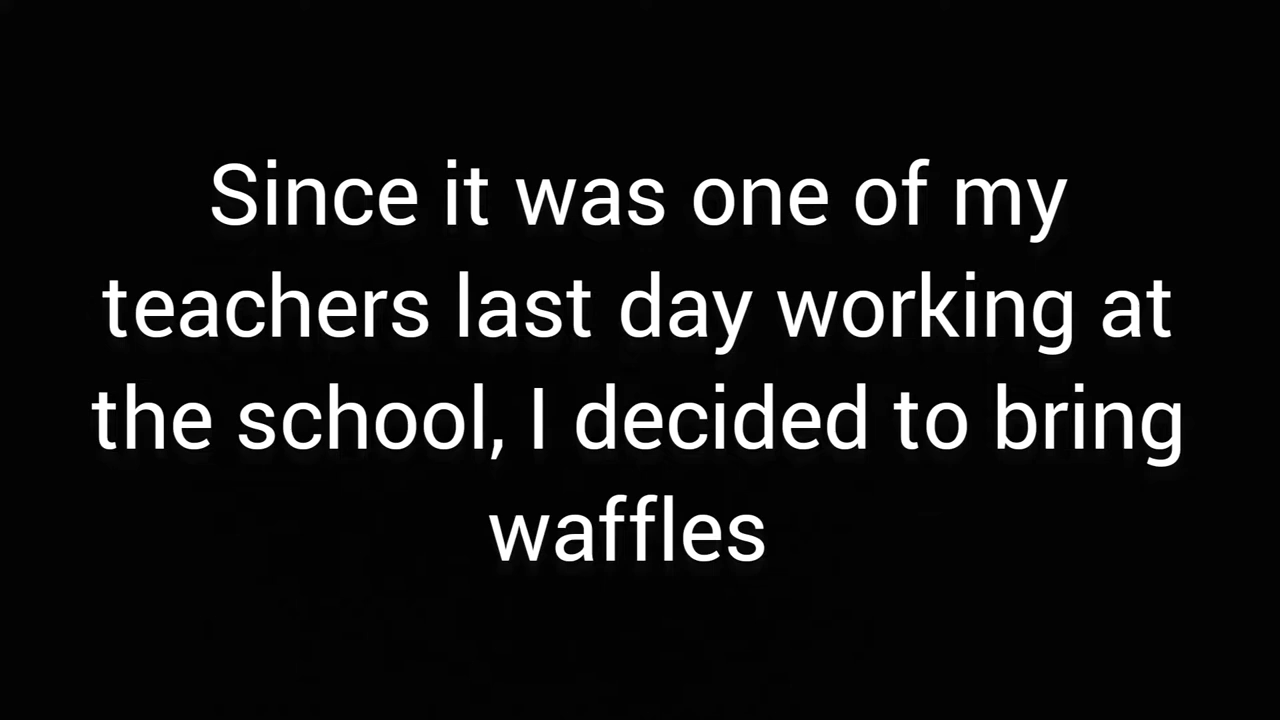 Since it was one of my
teachers last day working at
the school, I decided to bring
waffles